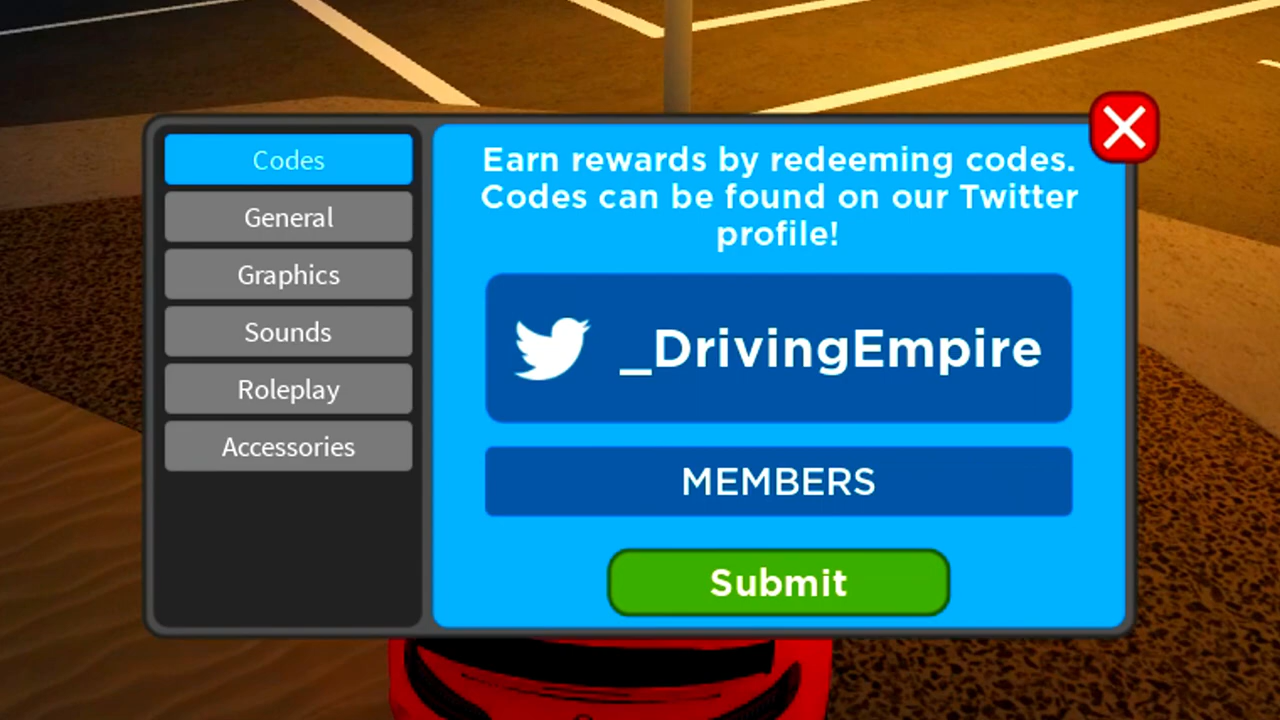 Codes
General
Graphics
Sounds
Roleplay
Accessories
Earn rewards by redeeming codes.
Codes can be found on our Twitter
profile!
_DrivingEmpire
MEMBERS
Submit